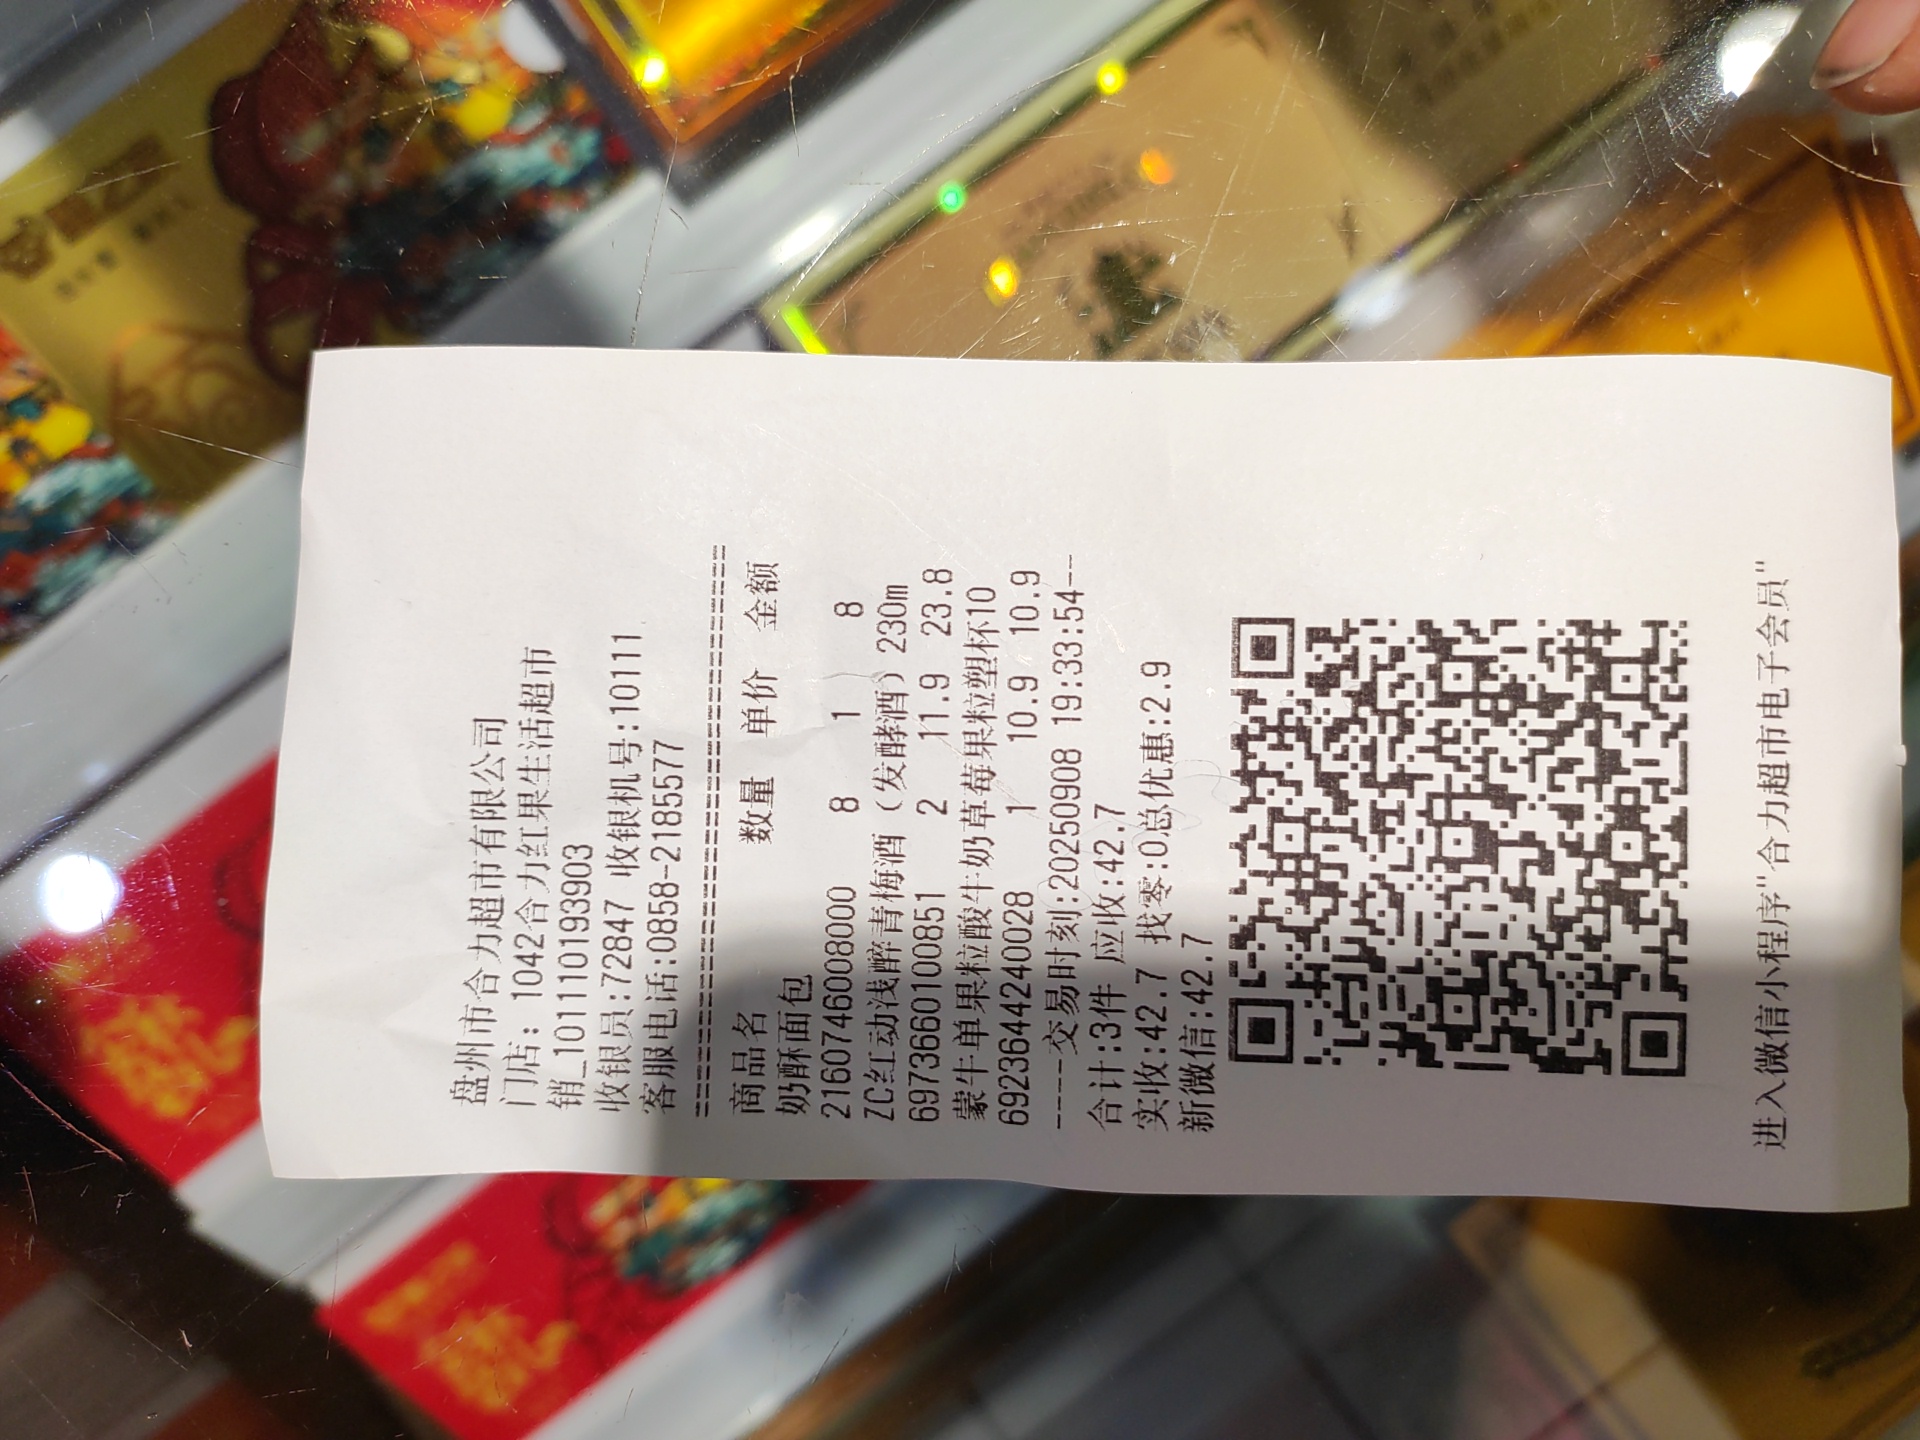 盘州市合力超市有限公司
门店：1042合力红果生活超市
销_1011101193903
收银员:72847 收银机号:10111
客服电话:0858-2185577
商品名 数量 单价 金额
奶酥面包
2160746008000 8 1 8
ZC红动浅醉青梅酒（发酵酒）230m
6973660100851 2 11.9 23.8
蒙牛单果粒酸牛奶草莓果粒塑杯10
6923644240028 1 10.9 10.9
----交易时刻:20250908 19:33:54--
合计:3件 应收:42.7
实收:42.7 找零:0总优惠:2.9
新微信:42.7
进入微信小程序"合力超市电子会员"